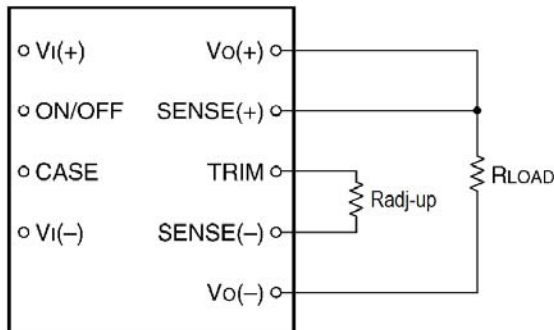 VI(+) VO(+)
ON/OFF SENSE(+)
CASE TRIM
RLOAD
Radj-up
VI(–) SENSE(–)
VO(–)